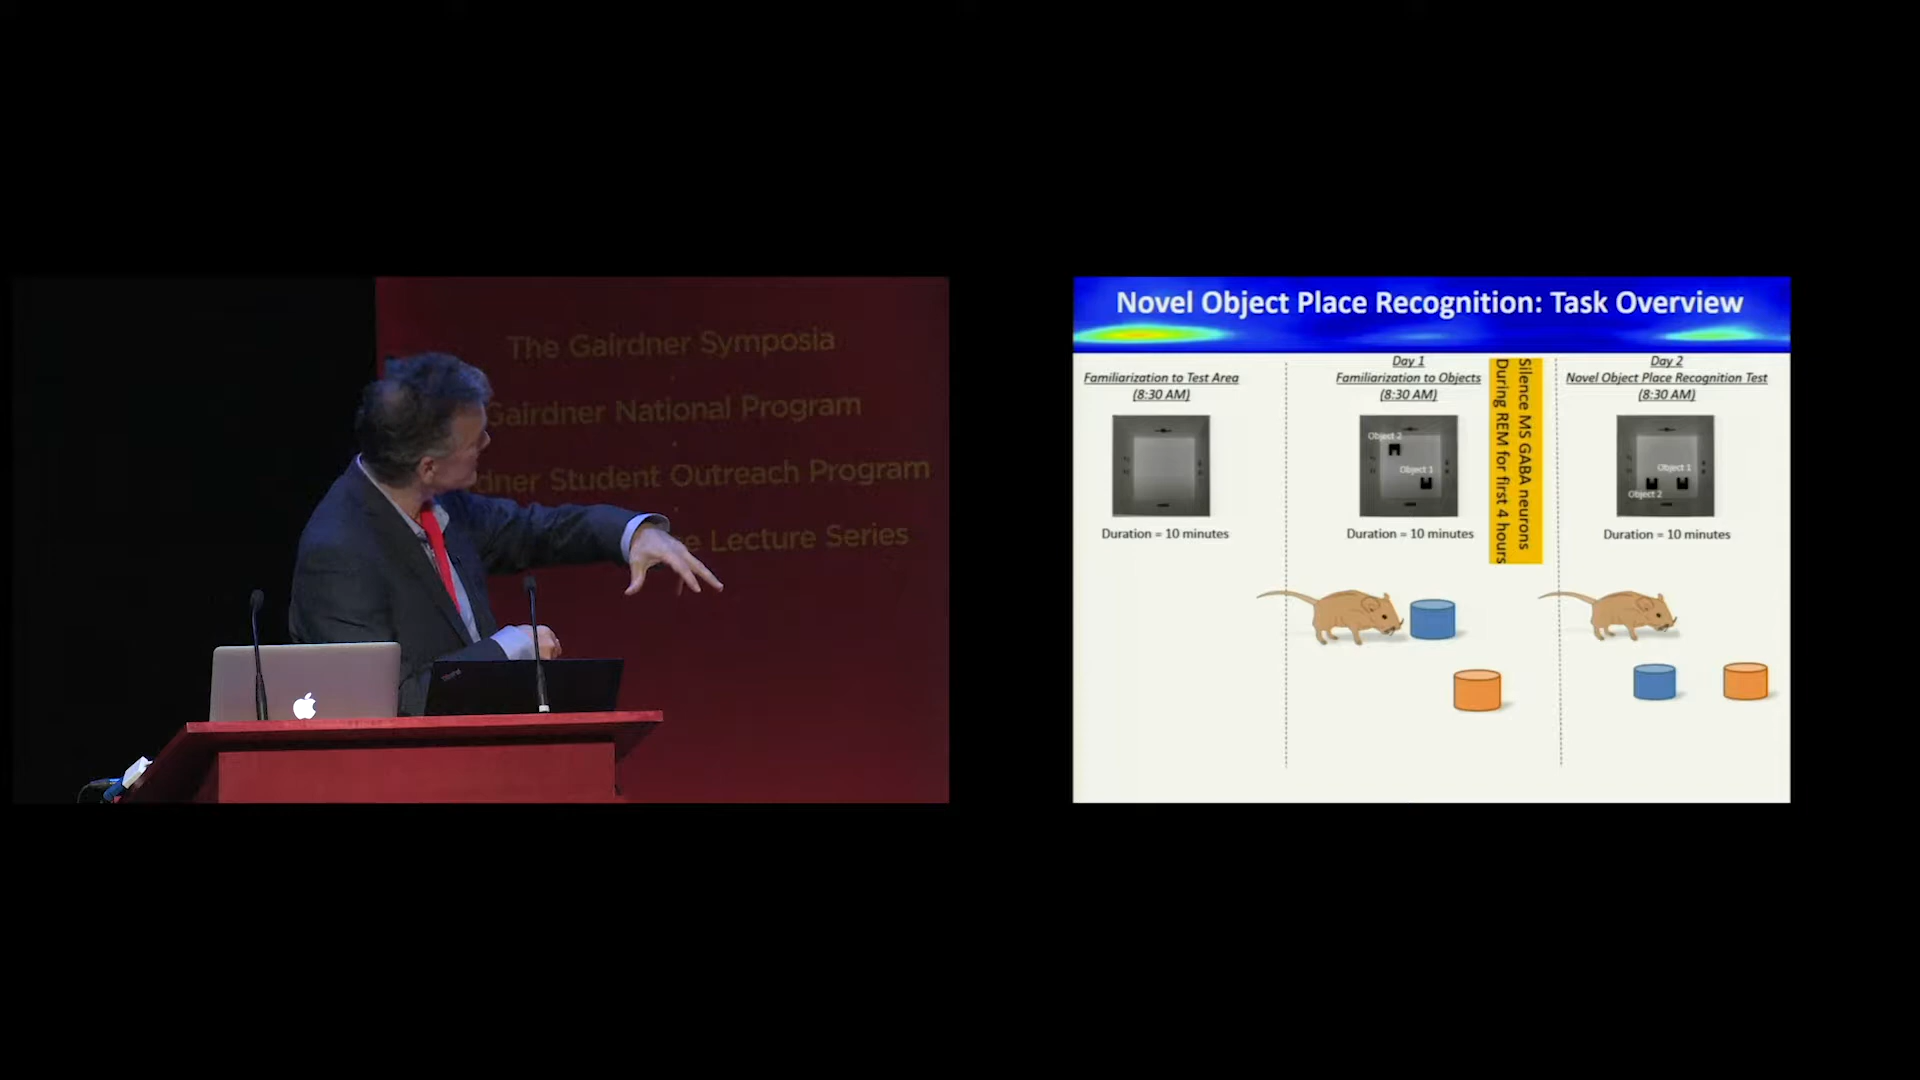 The Gairdner Symposia
Gairdner National Program
dner Student Outreach Program
e Lecture Series
ThinkPad
Novel Object Place Recognition: Task Overview
Familiarization to Test Area
(8:30 AM)
Duration = 10 minutes
Day 1
Familiarization to Objects
(8:30 AM)
Object 2
Object 1
Duration = 10 minutes
Silence MS GABA neurons
During REM for first 4 hours
Day 2
Novel Object Place Recognition Test
(8:30 AM)
Object 1
Object 2
Duration = 10 minutes